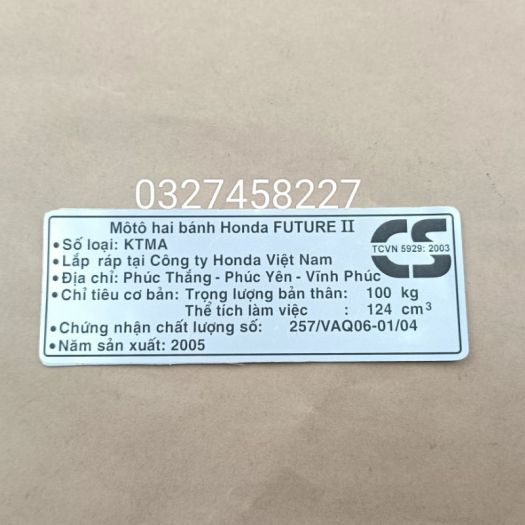 0327458227
Môtô hai bánh Honda FUTURE II
• Số loại: KTMA
• Lắp ráp tại Công ty Honda Việt Nam
• Địa chỉ: Phúc Thắng - Phúc Yên - Vĩnh Phúc
• Chỉ tiêu cơ bản: Trọng lượng bản thân: 100 kg
Thể tích làm việc : 124 cm³
• Chứng nhận chất lượng số: 257/VAQ06-01/04
• Năm sản xuất: 2005
CS
TCVN 5929: 2003